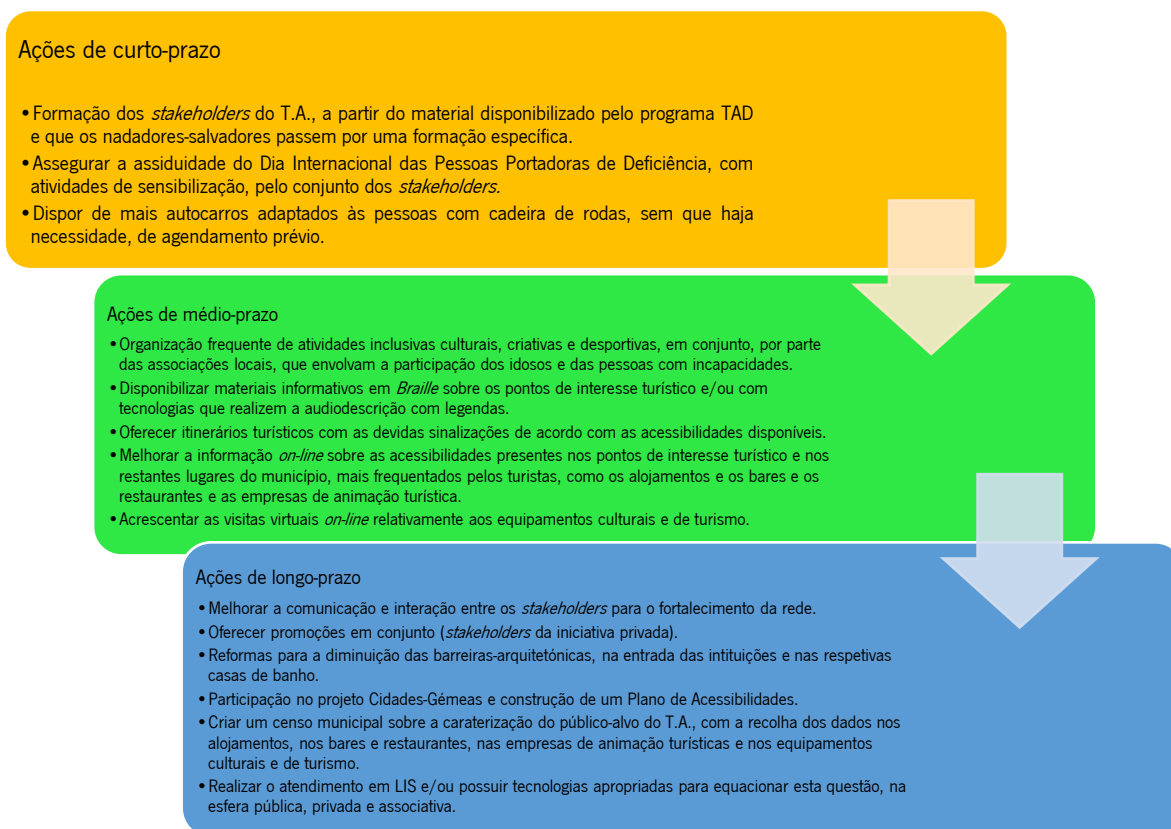 Ações de curto-prazo
•Formação dos stakeholders do T.A., a partir do material disponibilizado pelo programa TAD
e que os nadadores-salvadores passem por uma formação específica.
•Assegurar a assiduidade do Dia Internacional das Pessoas Portadoras de Deficiência, com
atividades de sensibilização, pelo conjunto dos stakeholders.
•Dispor de mais autocarros adaptados às pessoas com cadeira de rodas, sem que haja
necessidade, de agendamento prévio.
Ações de médio-prazo
•Organização frequente de atividades inclusivas culturais, criativas e desportivas, em conjunto, por parte
das associações locais, que envolvam a participação dos idosos e das pessoas com incapacidades.
•Disponibilizar materiais informativos em Braille sobre os pontos de interesse turístico e/ou com
tecnologias que realizem a audiodescrição com legendas.
•Oferecer itinerários turísticos com as devidas sinalizações de acordo com as acessibilidades disponíveis.
•Melhorar a informação on-line sobre as acessibilidades presentes nos pontos de interesse turístico e nos
restantes lugares do município, mais frequentados pelos turistas, como os alojamentos e os bares e os
restaurantes e as empresas de animação turística.
•Acrescentar as visitas virtuais on-line relativamente aos equipamentos culturais e de turismo.
Ações de longo-prazo
•Melhorar a comunicação e interação entre os stakeholders para o fortalecimento da rede.
•Oferecer promoções em conjunto (stakeholders da iniciativa privada).
•Reformas para a diminuição das barreiras-arquitetónicas, na entrada das intituições e nas respetivas
casas de banho.
•Participação no projeto Cidades-Gémeas e construção de um Plano de Acessibilidades.
•Criar um censo municipal sobre a caraterização do público-alvo do T.A., com a recolha dos dados nos
alojamentos, nos bares e restaurantes, nas empresas de animação turísticas e nos equipamentos
culturais e de turismo.
•Realizar o atendimento em LIS e/ou possuir tecnologias apropriadas para equacionar esta questão, na
esfera pública, privada e associativa.